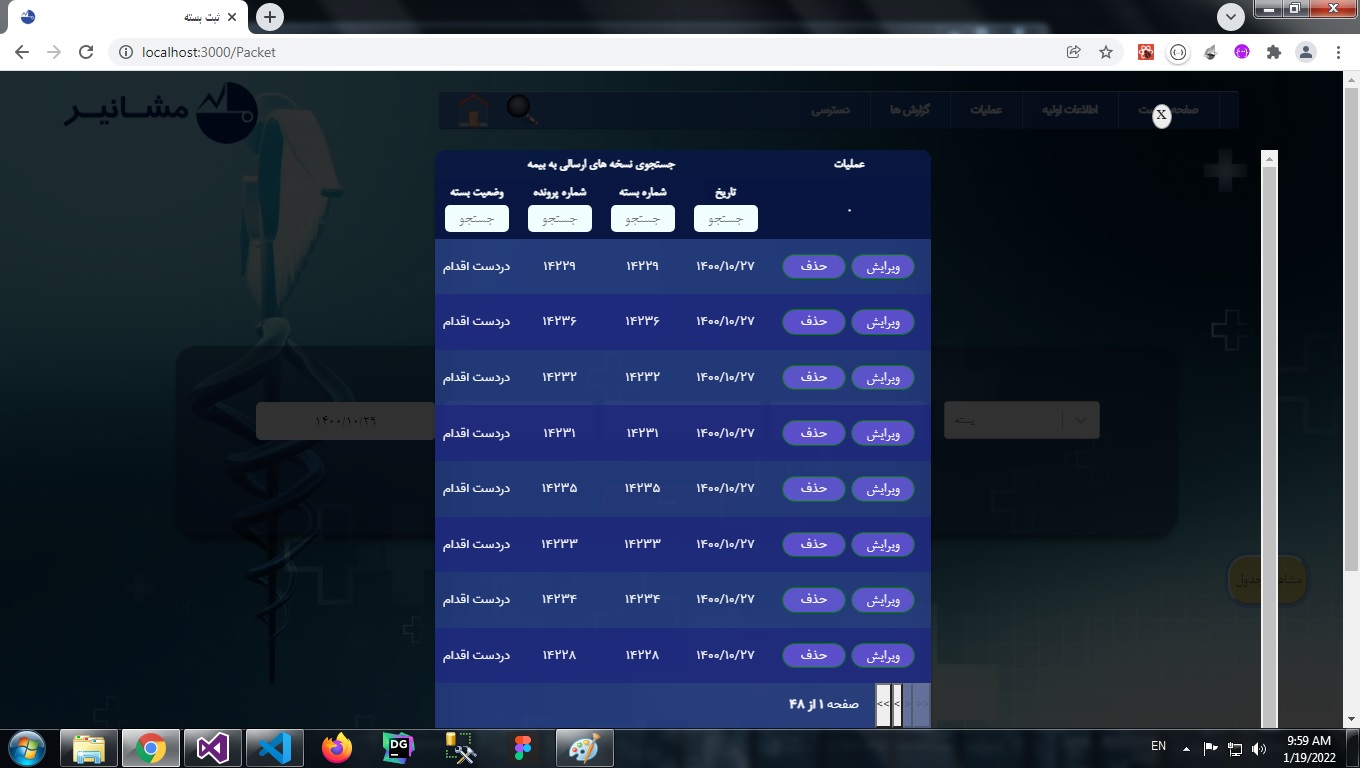 ثبت بسته
localhost:3000/Packet
مشانیر
اطلاعات اولیه
عملیات
گزارش ها
دسترسی
x
عملیات
جستجوی نسخه های ارسالی به بیمه
تاریخ شماره بسته شماره پرونده وضعیت بسته
. جستجو جستجو جستجو جستجو
ویرایش حذف ۱۴۰۰/۱۰/۲۷ ۱۴۲۲۹ ۱۴۲۲۹ دردست اقدام
ویرایش حذف ۱۴۰۰/۱۰/۲۷ ۱۴۲۳۶ ۱۴۲۳۶ دردست اقدام
ویرایش حذف ۱۴۰۰/۱۰/۲۷ ۱۴۲۳۲ ۱۴۲۳۲ دردست اقدام
بسته
۱۴۰۰/۱۰/۲۹
ویرایش حذف ۱۴۰۰/۱۰/۲۷ ۱۴۲۳۱ ۱۴۲۳۱ دردست اقدام
ویرایش حذف ۱۴۰۰/۱۰/۲۷ ۱۴۲۳۵ ۱۴۲۳۵ دردست اقدام
ویرایش حذف ۱۴۰۰/۱۰/۲۷ ۱۴۲۳۳ ۱۴۲۳۳ دردست اقدام
جدول
ویرایش حذف ۱۴۰۰/۱۰/۲۷ ۱۴۲۳۴ ۱۴۲۳۴ دردست اقدام
ویرایش حذف ۱۴۰۰/۱۰/۲۷ ۱۴۲۲۸ ۱۴۲۲۸ دردست اقدام
<< < > >>
صفحه ۱ از ۴۸
DG
EN
9:59 AM
1/19/2022